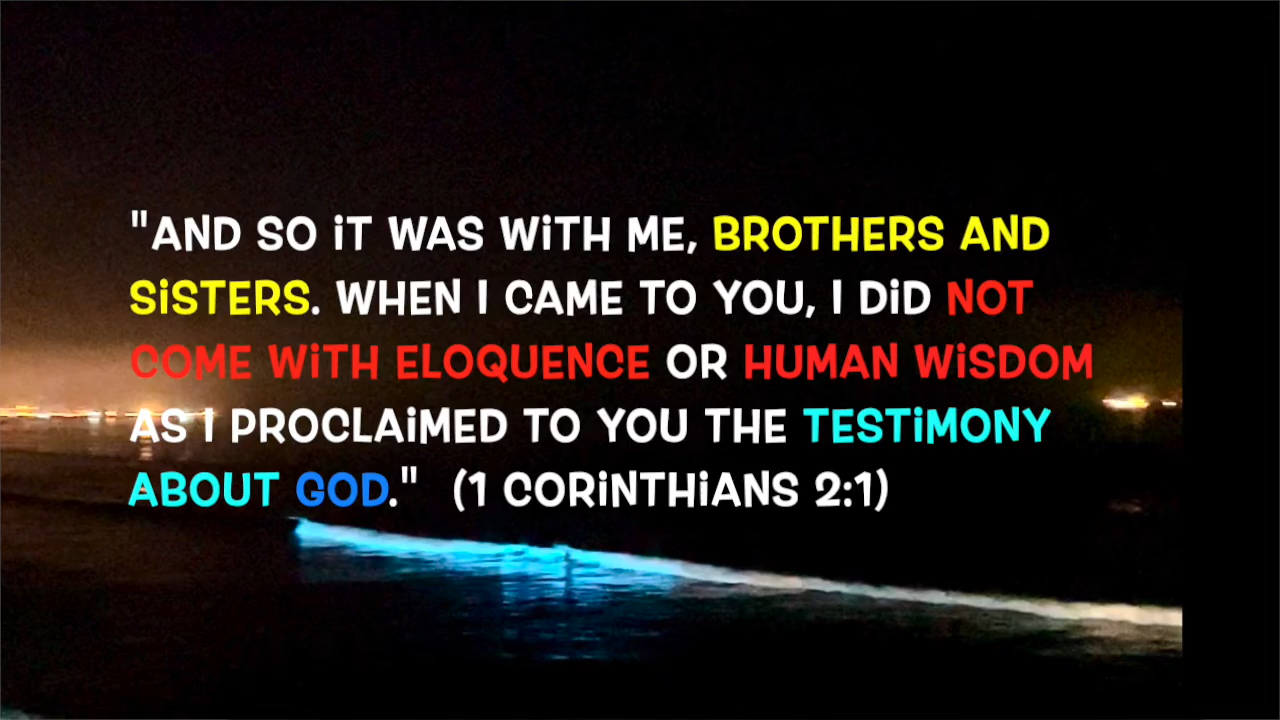 "AND SO iT WAS WiTH ME, BROTHERS AND
SiSTERS. WHEN I CAME TO YOU, I DiD NOT
COME WiTH ELOQUENCE OR HUMAN WiSDOM
AS I PROCLAiMED TO YOU THE TESTiMONY
ABOUT GOD." (1 CORiNTHiANS 2:1)